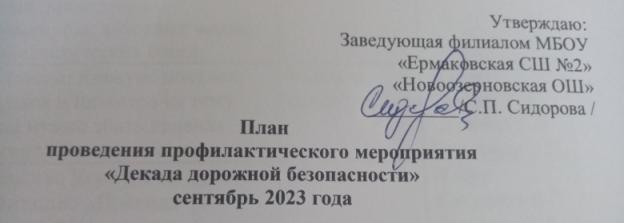 Утверждаю:
Заведующая филиалом МБОУ
«Ермаковская СШ №2»
«Новоозерновская ОШ»
С.П. Сидорова /
План
проведения профилактического мероприятия
«Декада дорожной безопасности»
сентябрь 2023 года